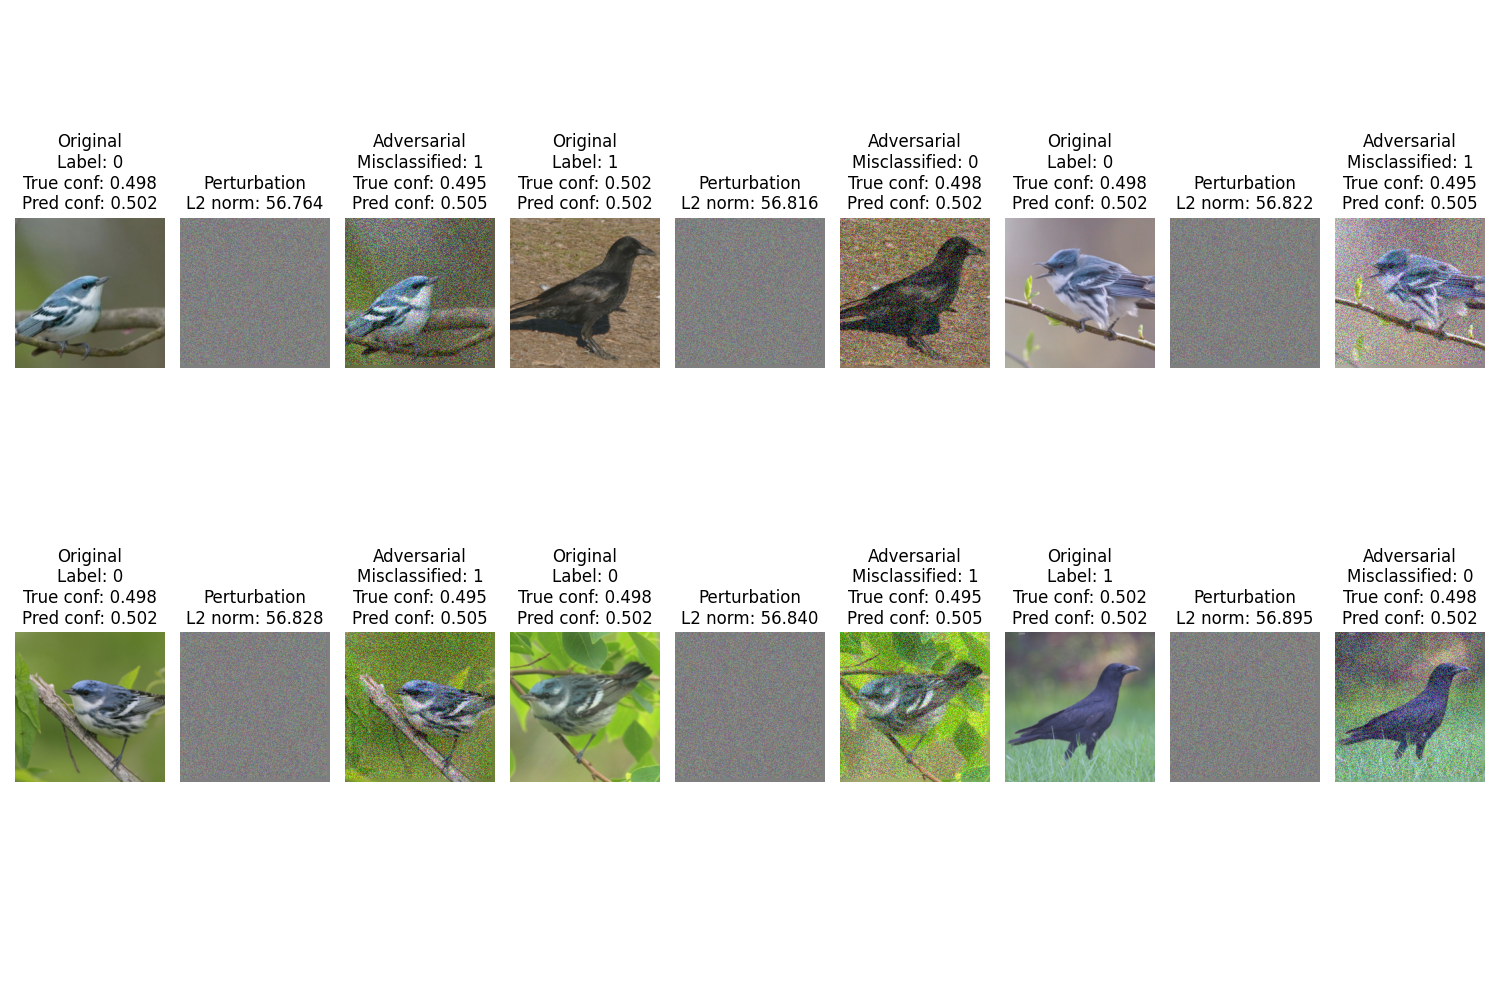 Original
Label: 0
True conf: 0.498
Pred conf: 0.502
Perturbation
L2 norm: 56.764
Adversarial
Misclassified: 1
True conf: 0.495
Pred conf: 0.505
Original
Label: 1
True conf: 0.502
Pred conf: 0.502
Perturbation
L2 norm: 56.816
Adversarial
Misclassified: 0
True conf: 0.498
Pred conf: 0.502
Original
Label: 0
True conf: 0.498
Pred conf: 0.502
Perturbation
L2 norm: 56.822
Adversarial
Misclassified: 1
True conf: 0.495
Pred conf: 0.505
Original
Label: 0
True conf: 0.498
Pred conf: 0.502
Perturbation
L2 norm: 56.828
Adversarial
Misclassified: 1
True conf: 0.495
Pred conf: 0.505
Original
Label: 0
True conf: 0.498
Pred conf: 0.502
Perturbation
L2 norm: 56.840
Adversarial
Misclassified: 1
True conf: 0.495
Pred conf: 0.505
Original
Label: 1
True conf: 0.502
Pred conf: 0.502
Perturbation
L2 norm: 56.895
Adversarial
Misclassified: 0
True conf: 0.498
Pred conf: 0.502